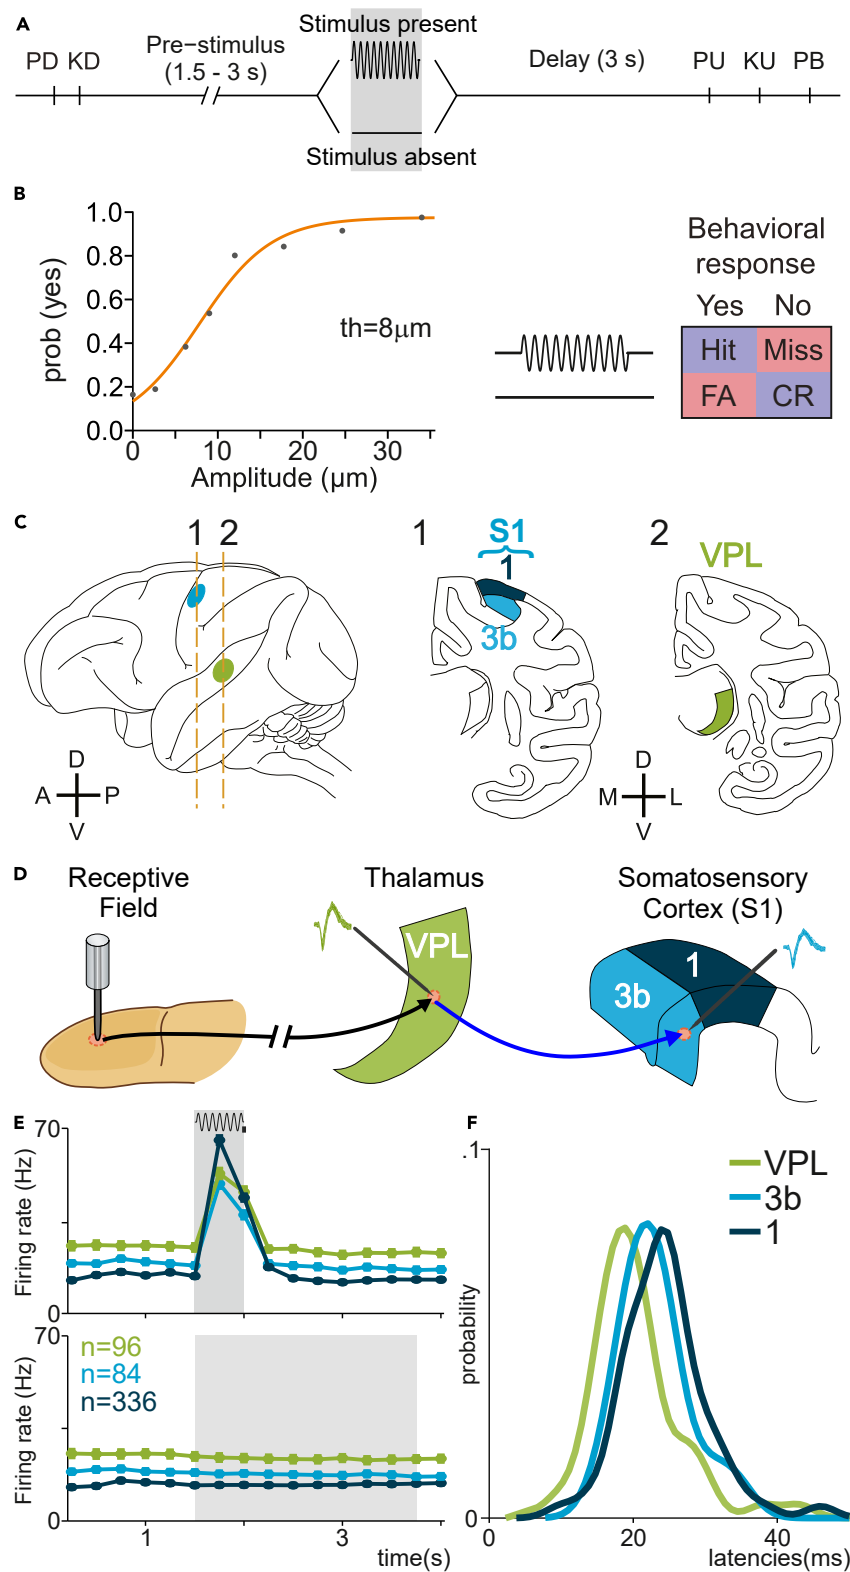 A
Stimulus present
PD KD
Pre−stimulus
(1.5 - 3 s)
Delay (3 s)
PU KU PB
Stimulus absent
B
1.0
0.8
0.6
0.4
0.2
0.0
prob (yes)
th=8μm
0 10 20 30
Amplitude (μm)
Behavioral
response
Yes No
Hit Miss
FA CR
C
1 2
1
S1
1
3b
2
VPL
D
A P
V
D
M L
V
D
Receptive
Field
Thalamus
Somatosensory
Cortex (S1)
VPL
1
3b
E
70
Firing rate (Hz)
0
70
n=96
n=84
n=336
Firing rate (Hz)
0
1 3
time(s)
F
.1
VPL
3b
1
probability
0
0 20 40
latencies(ms)